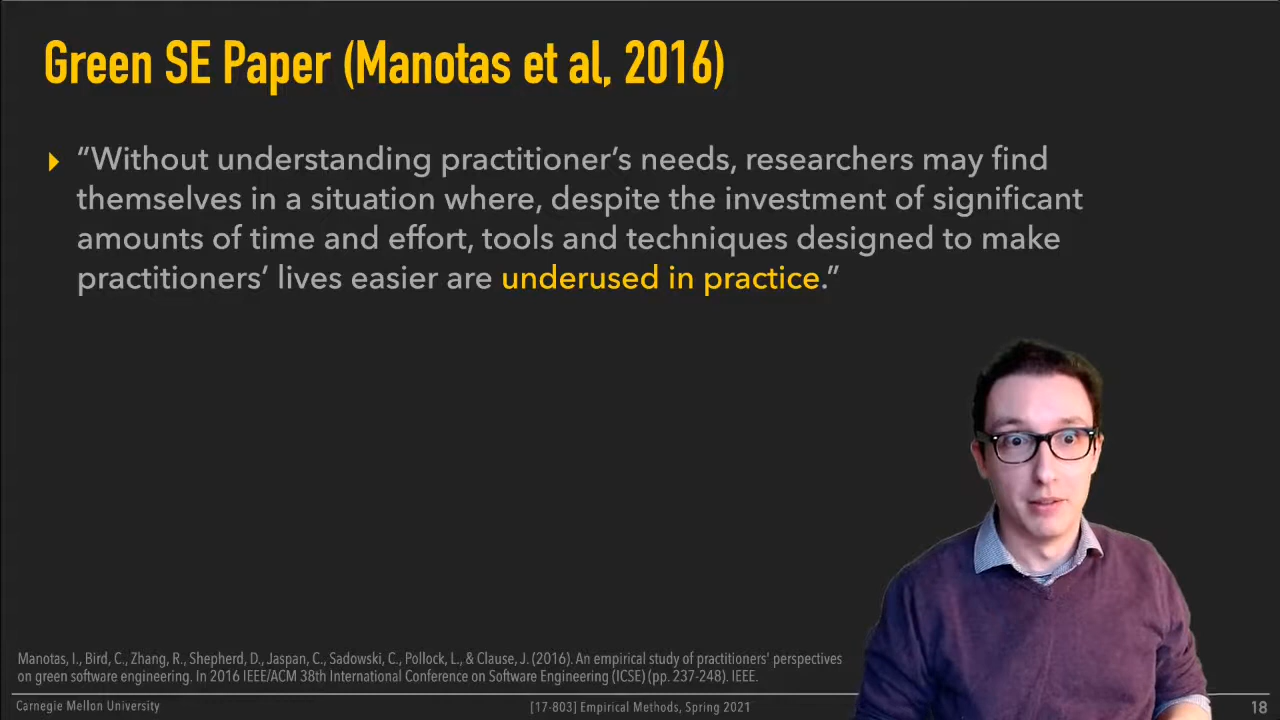 Green SE Paper (Manotas et al, 2016)
“Without understanding practitioner’s needs, researchers may find
themselves in a situation where, despite the investment of significant
amounts of time and effort, tools and techniques designed to make
practitioners’ lives easier are underused in practice.”
Manotas, I., Bird, C., Zhang, R., Shepherd, D., Jaspan, C., Sadowski, C., Pollock, L., & Clause, J. (2016). An empirical study of practitioners’ perspectives
on green software engineering. In 2016 IEEE/ACM 38th International Conference on Software Engineering (ICSE) (pp. 237-248). IEEE.
Carnegie Mellon University
[17-803] Empirical Methods, Spring 2021
18